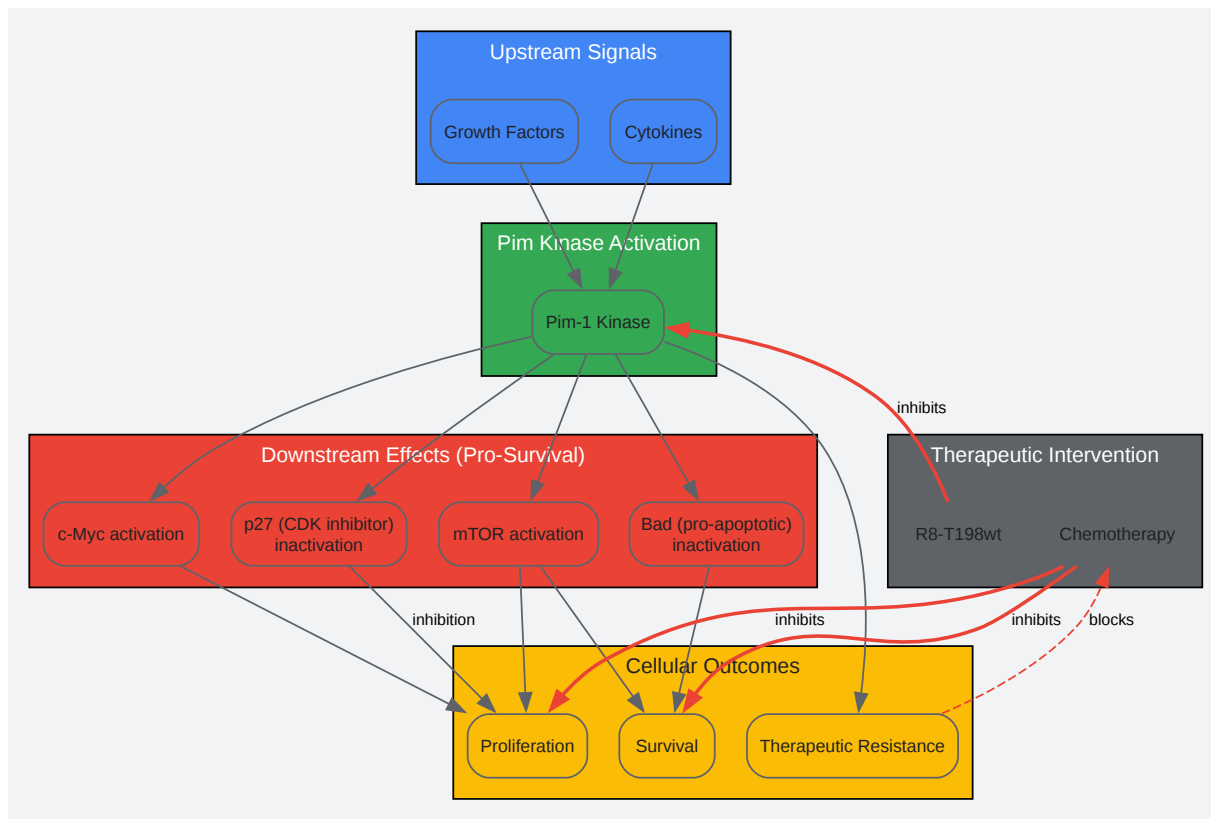 Upstream Signals
Growth Factors
Cytokines
Pim Kinase Activation
Pim-1 Kinase
inhibits
Downstream Effects (Pro-Survival)
Therapeutic Intervention
c-Myc activation
p27 (CDK inhibitor)
inactivation
mTOR activation
Bad (pro-apoptotic)
inactivation
R8-T198wt
Chemotherapy
inhibition
inhibits
inhibits
blocks
Cellular Outcomes
Proliferation
Survival
Therapeutic Resistance